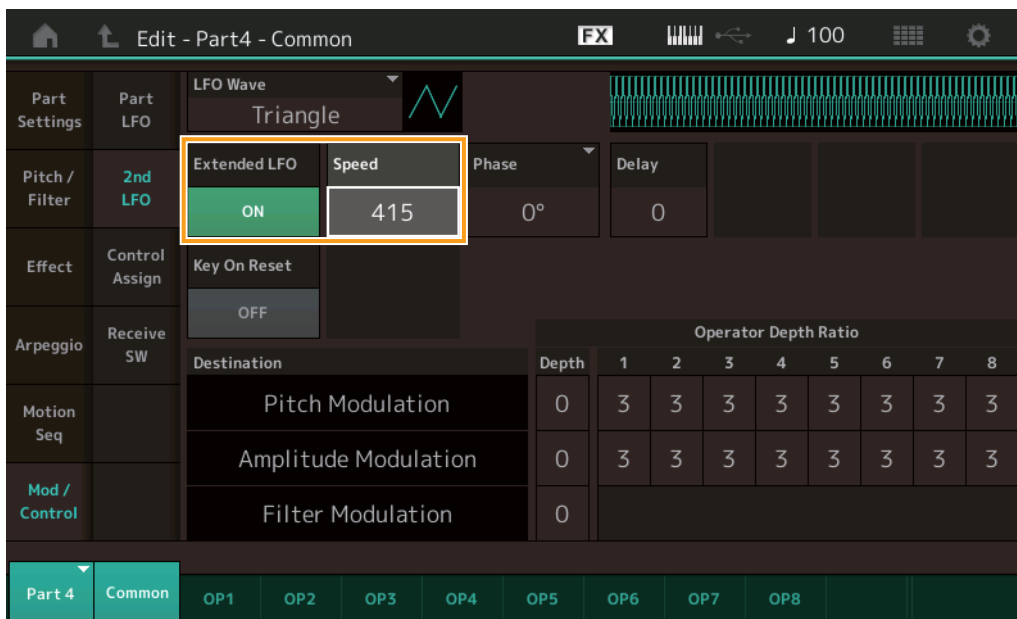 Edit - Part4 - Common
FX
♩ 100
Part
Settings
Part
LFO
LFO Wave
Triangle
Pitch /
Filter
2nd
LFO
Extended LFO
ON
Speed
415
Phase
0°
Delay
0
Effect
Control
Assign
Key On Reset
OFF
Arpeggio
Receive
SW
Operator Depth Ratio
Destination Depth 1 2 3 4 5 6 7 8
Motion
Seq
Pitch Modulation 0 3 3 3 3 3 3 3 3
Amplitude Modulation 0 3 3 3 3 3 3 3 3
Mod /
Control
Filter Modulation 0
Part 4 Common OP1 OP2 OP3 OP4 OP5 OP6 OP7 OP8